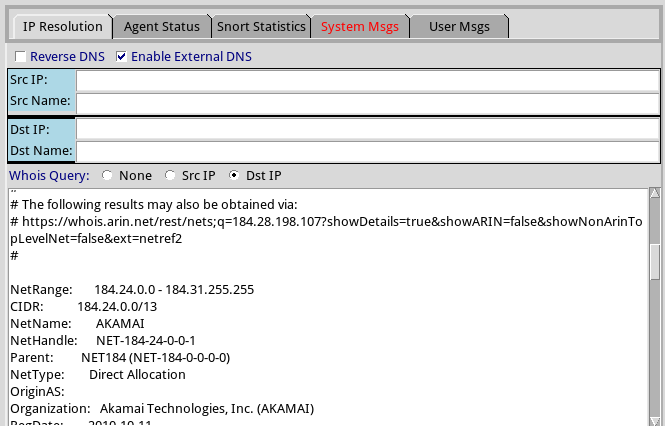 IP Resolution Agent Status Snort Statistics System Msgs User Msgs
Reverse DNS Enable External DNS
Src IP:
Src Name:
Dst IP:
Dst Name:
Whois Query: None Src IP Dst IP
# The following results may also be obtained via:
# https://whois.arin.net/rest/nets;q=184.28.198.107?showDetails=true&showARIN=false&showNonArinTo
pLevelNet=false&ext=netref2
#
NetRange: 184.24.0.0 - 184.31.255.255
CIDR: 184.24.0.0/13
NetName: AKAMAI
NetHandle: NET-184-24-0-0-1
Parent: NET184 (NET-184-0-0-0-0)
NetType: Direct Allocation
OriginAS:
Organization: Akamai Technologies, Inc. (AKAMAI)
RegDate: 2010-10-11